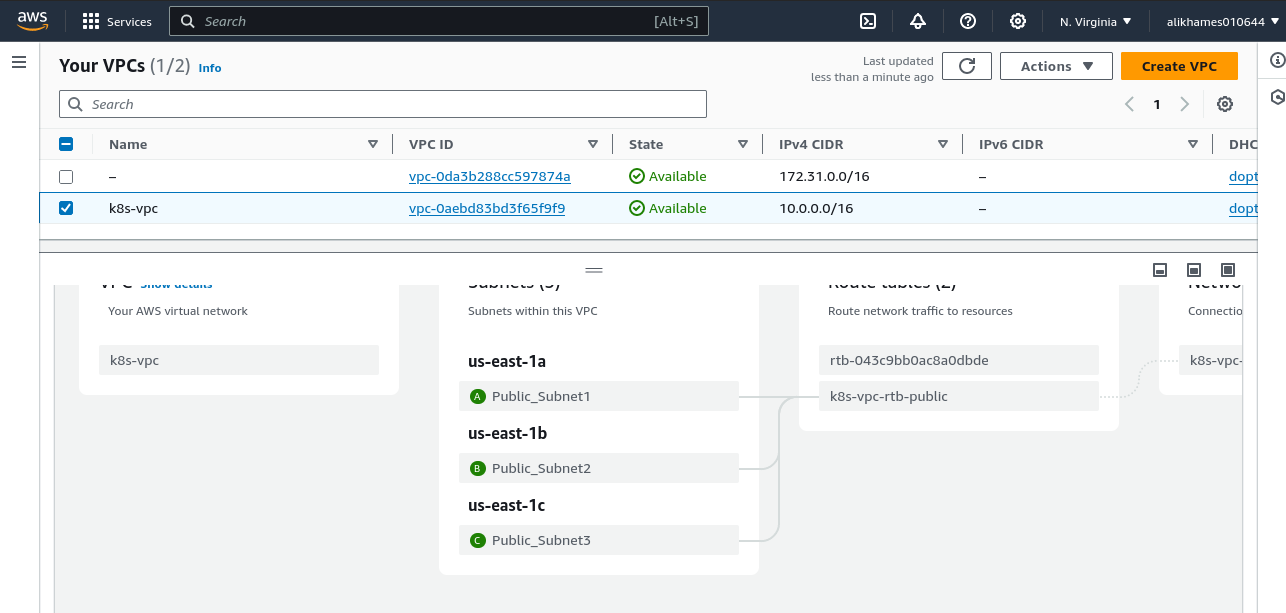 aws
Services
Search
[Alt+S]
N. Virginia
alikhames010644
Your VPCs (1/2) Info
Last updated
less than a minute ago
Actions
Create VPC
Search
1
Name
VPC ID
State
IPv4 CIDR
IPv6 CIDR
DHC
–
vpc-0da3b288cc597874a
Available
172.31.0.0/16
–
dopt
k8s-vpc
vpc-0aebd83bd3f65f9f9
Available
10.0.0.0/16
–
dopt
VPC Show details
Your AWS virtual network
k8s-vpc
Subnets (3)
Subnets within this VPC
us-east-1a
A Public_Subnet1
us-east-1b
B Public_Subnet2
us-east-1c
C Public_Subnet3
Route tables (2)
Route network traffic to resources
rtb-043c9bb0ac8a0dbde
k8s-vpc-rtb-public
Netwo
Connectio
k8s-vpc-